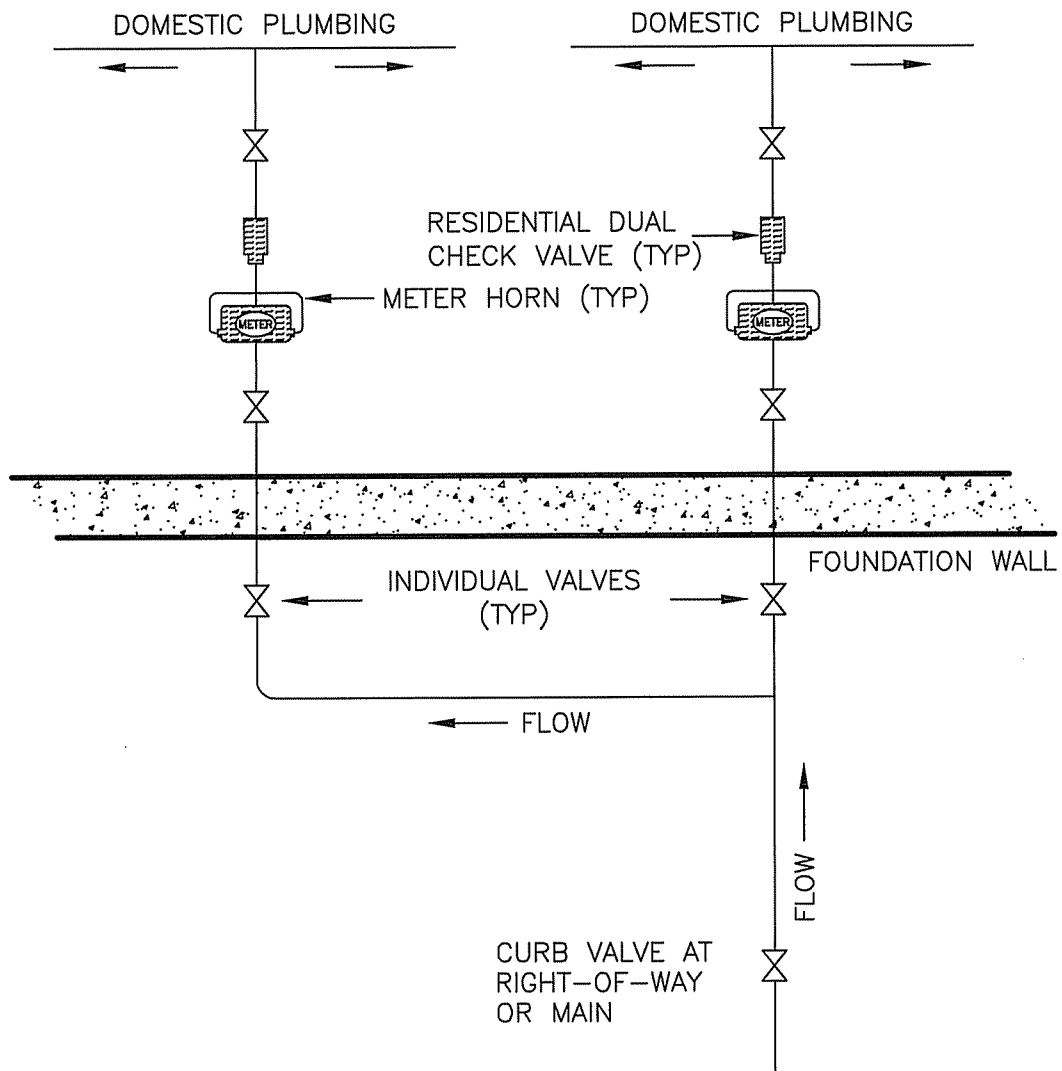 DOMESTIC PLUMBING
DOMESTIC PLUMBING
RESIDENTIAL DUAL
CHECK VALVE (TYP)
METER HORN (TYP)
METER
METER
FOUNDATION WALL
INDIVIDUAL VALVES
(TYP)
FLOW
FLOW
CURB VALVE AT
RIGHT-OF-WAY
OR MAIN